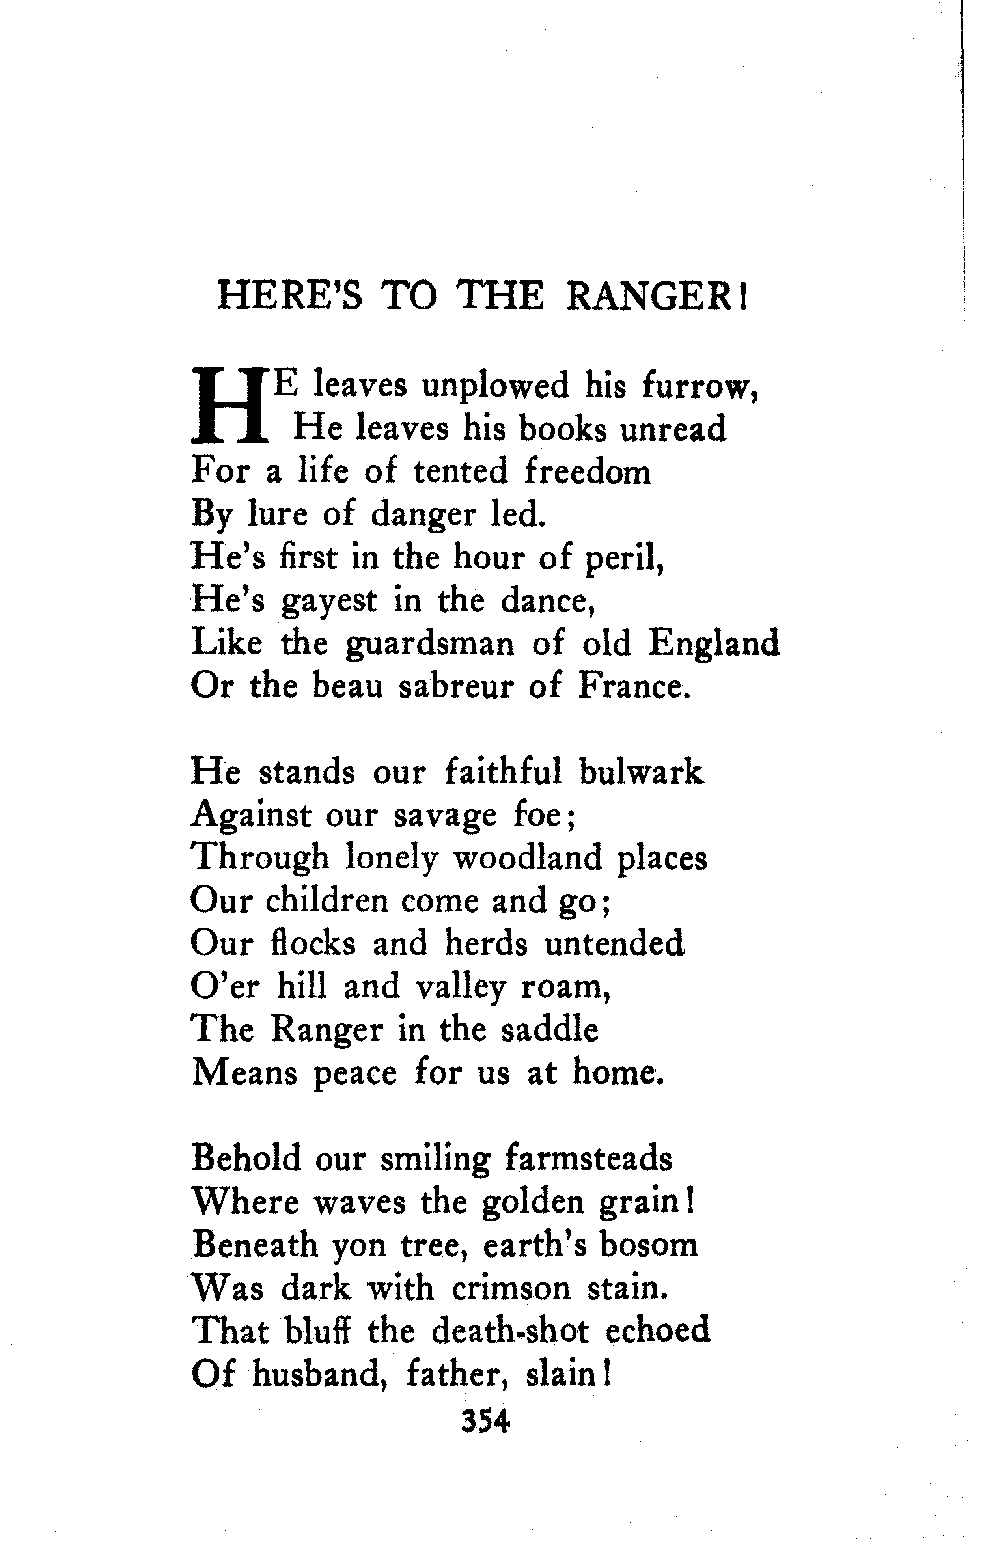 HERE'S TO THE RANGER!
HE leaves unplowed his furrow,
He leaves his books unread
For a life of tented freedom
By lure of danger led.
He's first in the hour of peril,
He's gayest in the dance,
Like the guardsman of old England
Or the beau sabreur of France.
He stands our faithful bulwark
Against our savage foe;
Through lonely woodland places
Our children come and go;
Our flocks and herds untended
O'er hill and valley roam,
The Ranger in the saddle
Means peace for us at home.
Behold our smiling farmsteads
Where waves the golden grain!
Beneath yon tree, earth's bosom
Was dark with crimson stain.
That bluff the death-shot echoed
Of husband, father, slain!
354